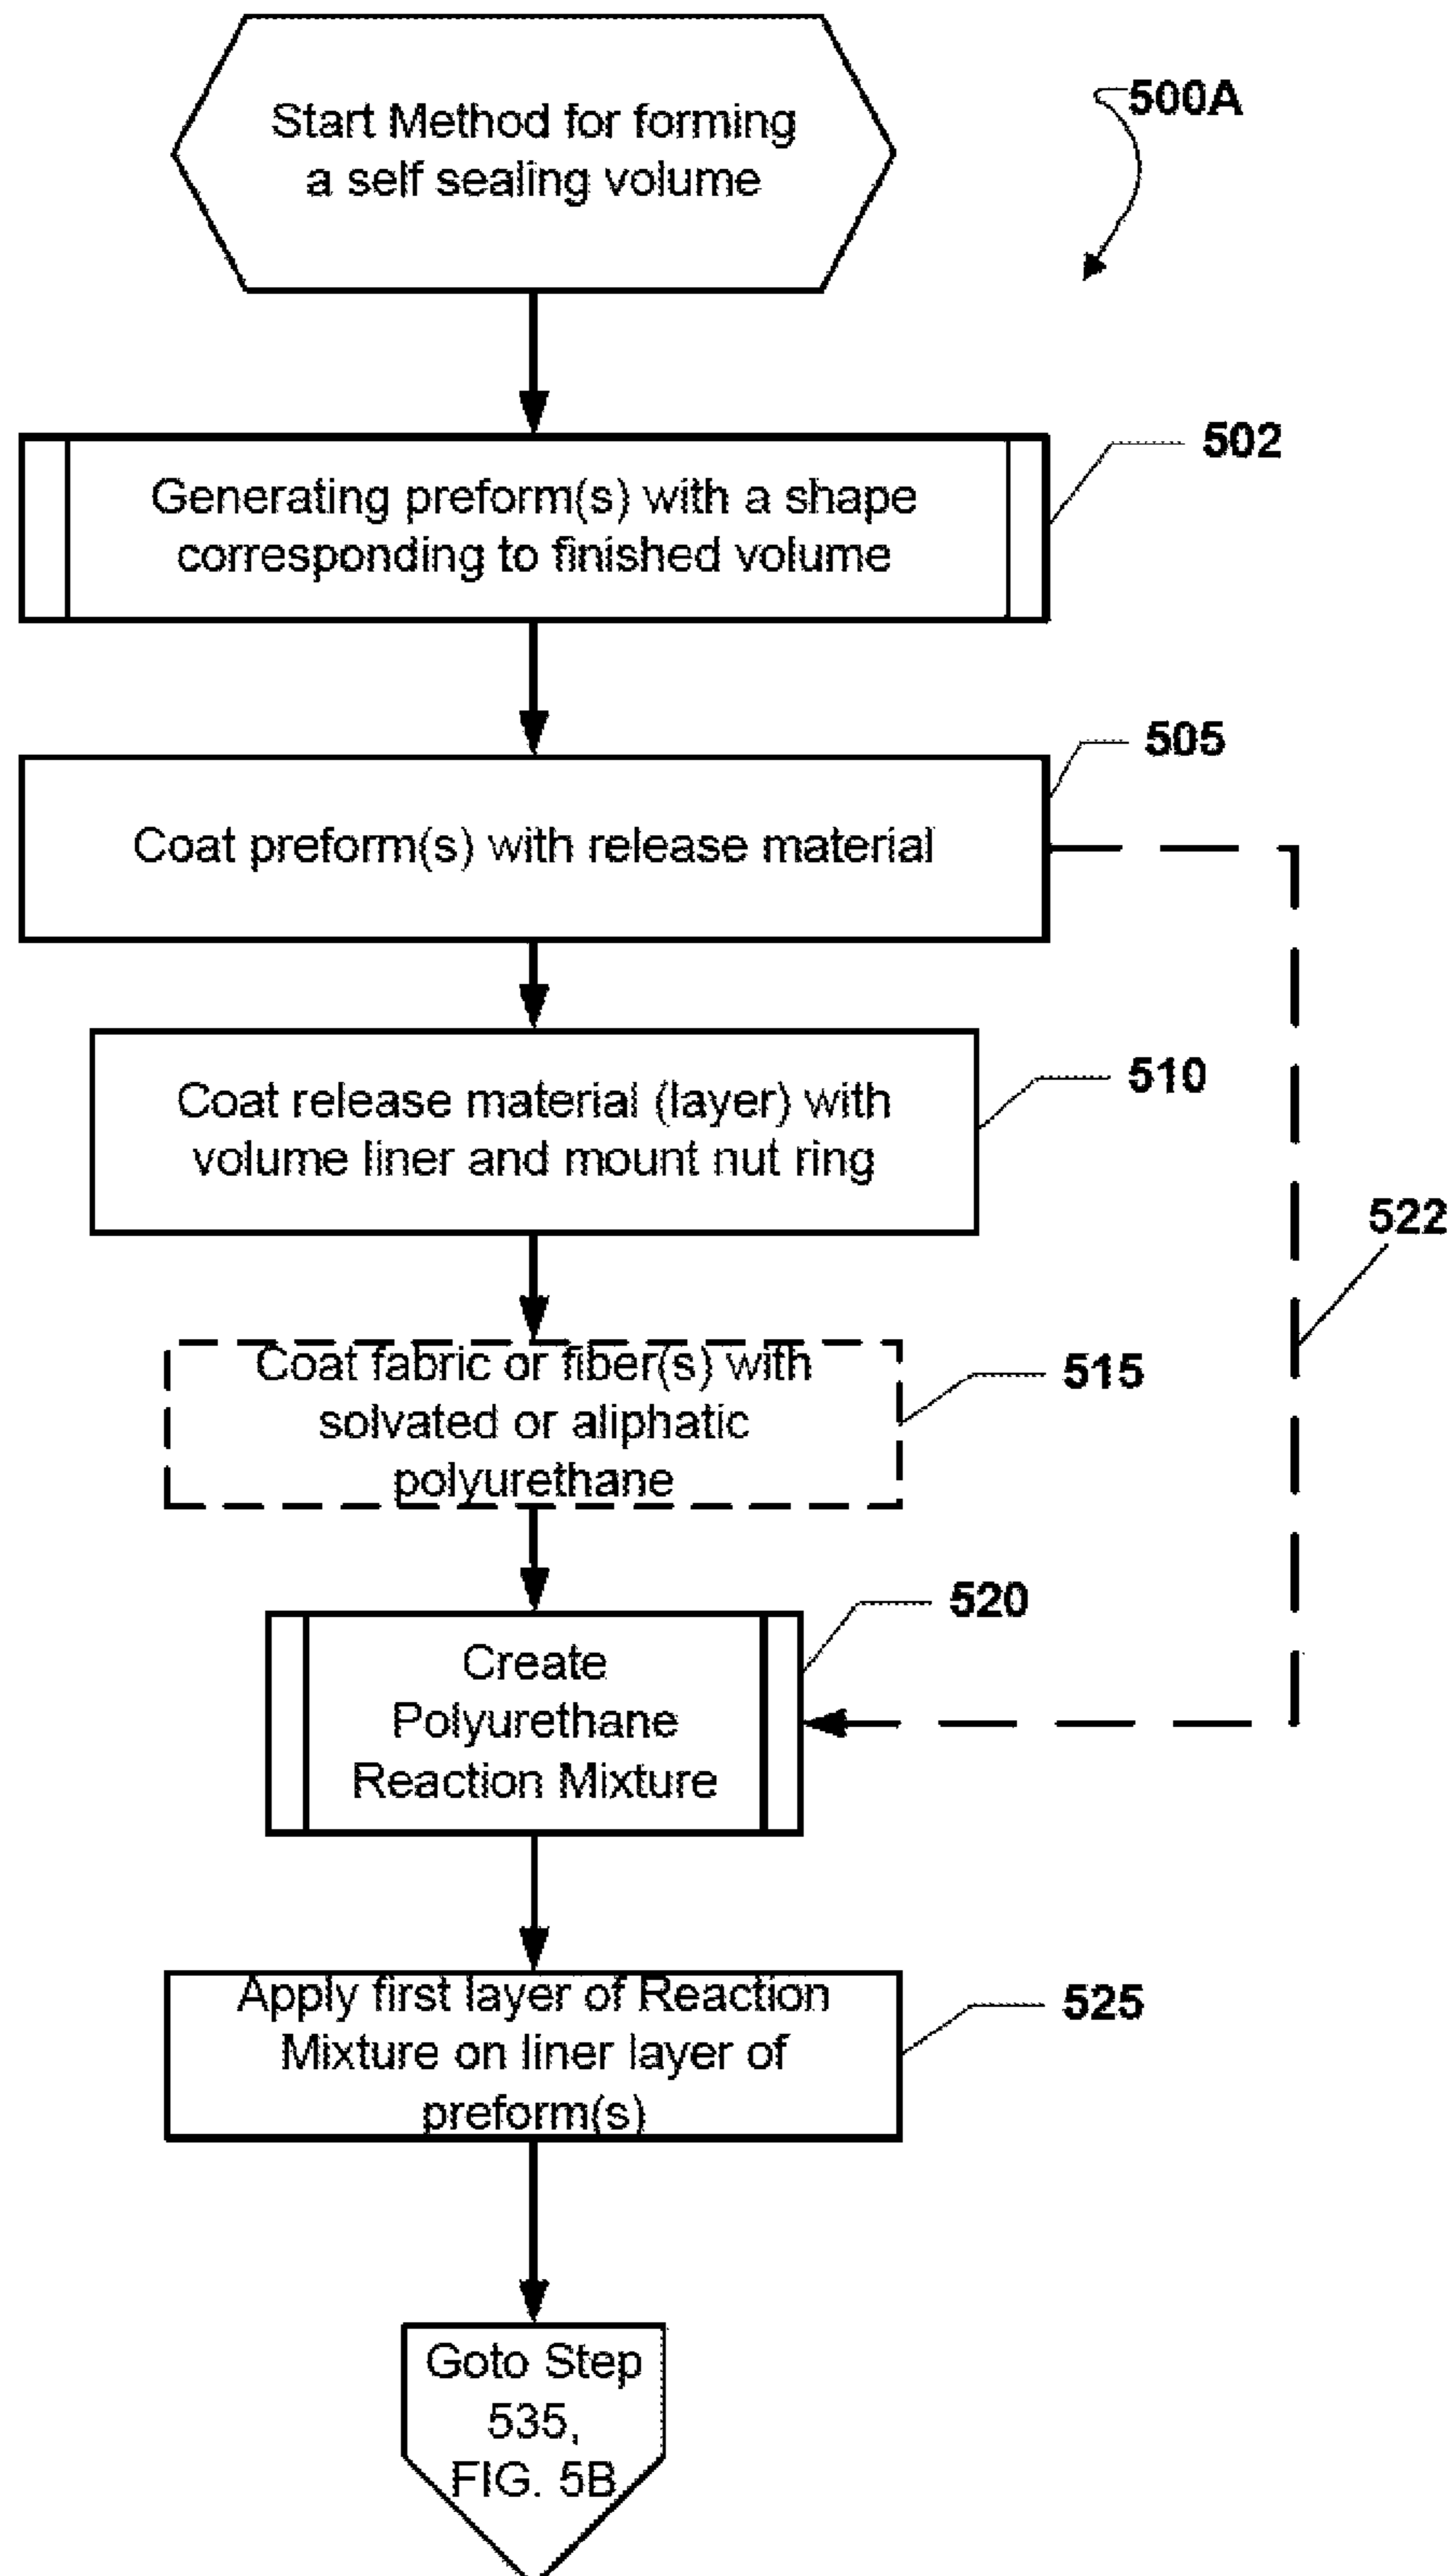 Start Method for forming
a self sealing volume
500A
Generating preform(s) with a shape
corresponding to finished volume
502
Coat preform(s) with release material
505
Coat release material (layer) with
volume liner and mount nut ring
510
522
Coat fabric or fiber(s) with
solvated or aliphatic
polyurethane
515
Create
Polyurethane
Reaction Mixture
520
Apply first layer of Reaction
Mixture on liner layer of
preform(s)
525
Goto Step
535,
FIG. 5B